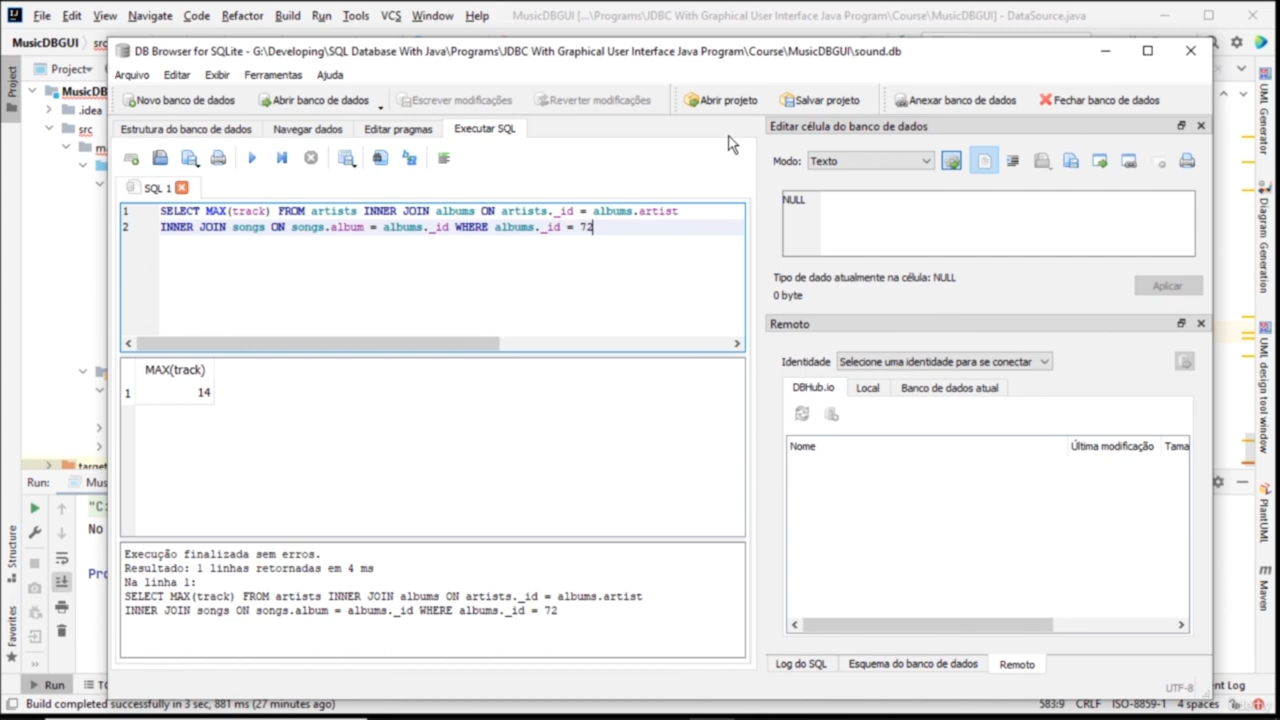 File Edit View Navigate Code Refactor Build Run Tools VCS Window Help MusicDBGUI [...\Programs\JDBC With Graphical User Interface Java Program\Course\MusicDBGUI] - DataSource.java
MusicDBGUI src
DB Browser for SQLite - G:\Developing\SQL Database With Java\Programs\JDBC With Graphical User Interface Java Program\Course\MusicDBGUI\sound.db
Arquivo Editar Exibir Ferramentas Ajuda
Novo banco de dados Abrir banco de dados Escrever modificações Reverter modificações Abrir projeto Salvar projeto Anexar banco de dados Fechar banco de dados
Project
Project
MusicDB
.idea
src
target
Estrutura do banco de dados Navegar dados Editar pragmas Executar SQL
SQL 1
1 SELECT MAX(track) FROM artists INNER JOIN albums ON artists._id = albums.artist
2 INNER JOIN songs ON songs.album = albums._id WHERE albums._id = 72
MAX(track)
1 14
Execução finalizada sem erros.
Resultado: 1 linhas retornadas em 4 ms
Na linha 1:
SELECT MAX(track) FROM artists INNER JOIN albums ON artists._id = albums.artist
INNER JOIN songs ON songs.album = albums._id WHERE albums._id = 72
Editar célula do banco de dados
Modo: Texto
NULL
Tipo de dado atualmente na célula: NULL
0 byte
Aplicar
Remoto
Identidade Selecione uma identidade para se conectar
DBHub.io Local Banco de dados atual
Nome Última modificação Tama
Log do SQL Esquema do banco de dados Remoto
UTF-8
UML Generator
Diagram Generation
UML design tool window
PlantUML
Maven
Run: Mus
"C:
No
Pro
Structure
Favorites
Run TO
nt Log
Build completed successfully in 3 sec, 881 ms (27 minutes ago) 583:9 CRLF ISO-8859-1 4 spaces